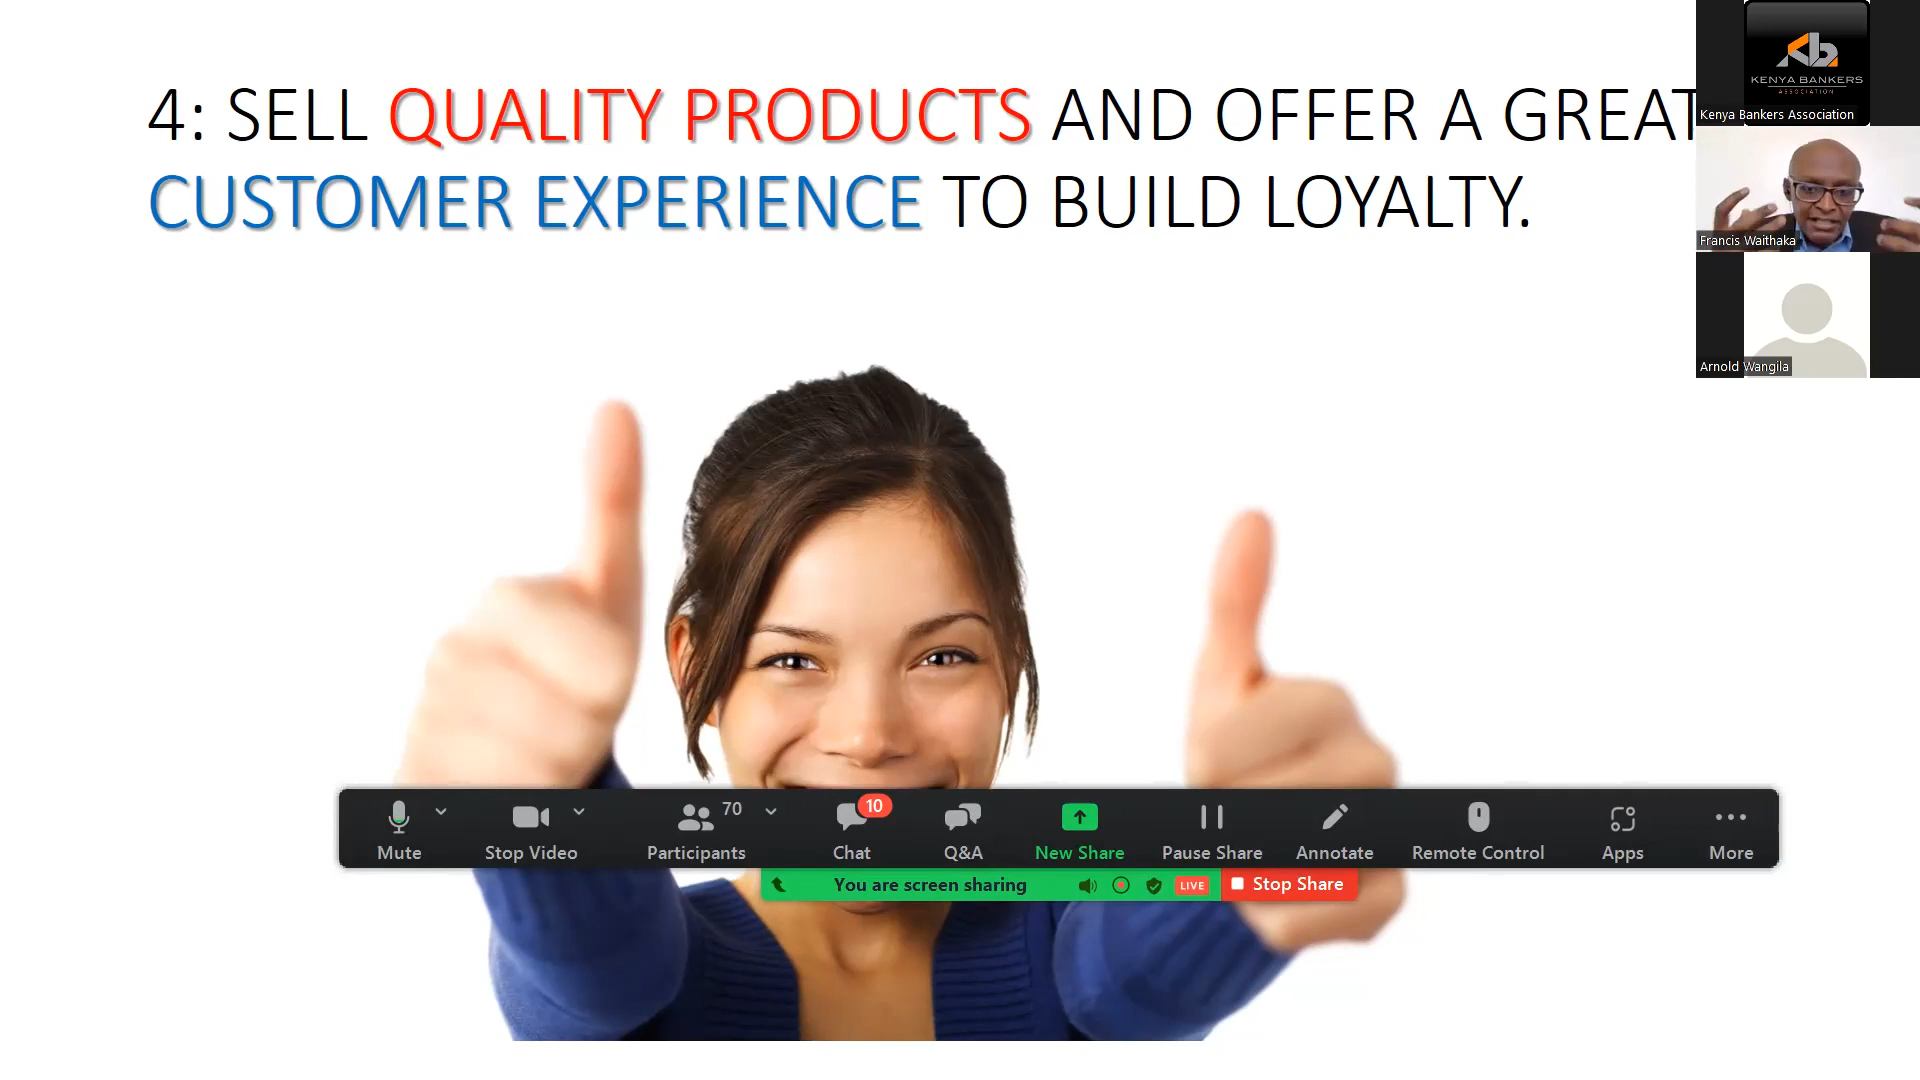 4: SELL QUALITY PRODUCTS AND OFFER A GREAT
CUSTOMER EXPERIENCE TO BUILD LOYALTY.
KENYA BANKERS
ASSOCIATION
Kenya Bankers Association
Francis Waithaka
Arnold Wangila
70
10
Mute
Stop Video
Participants
Chat
Q&A
New Share
Pause Share
Annotate
Remote Control
Apps
More
You are screen sharing
LIVE
Stop Share